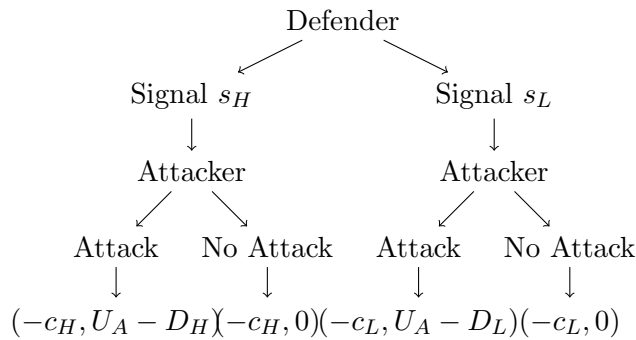 Defender
Signal $s_H$ Signal $s_L$
Attacker Attacker
Attack No Attack Attack No Attack
$(-c_H, U_A - D_H)$ $(-c_H, 0)$ $(-c_L, U_A - D_L)$ $(-c_L, 0)$